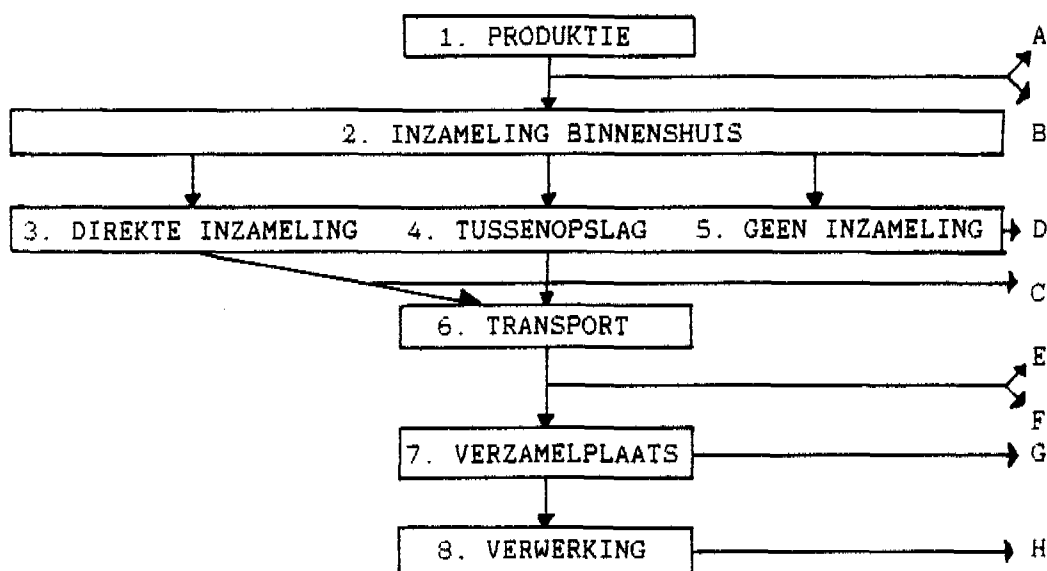 1. PRODUKTIE
A
2. INZAMELING BINNENSHUIS
B
3. DIREKTE INZAMELING 4. TUSSENOPSLAG 5. GEEN INZAMELING
D
C
6. TRANSPORT
E
F
7. VERZAMELPLAATS
G
8. VERWERKING
H